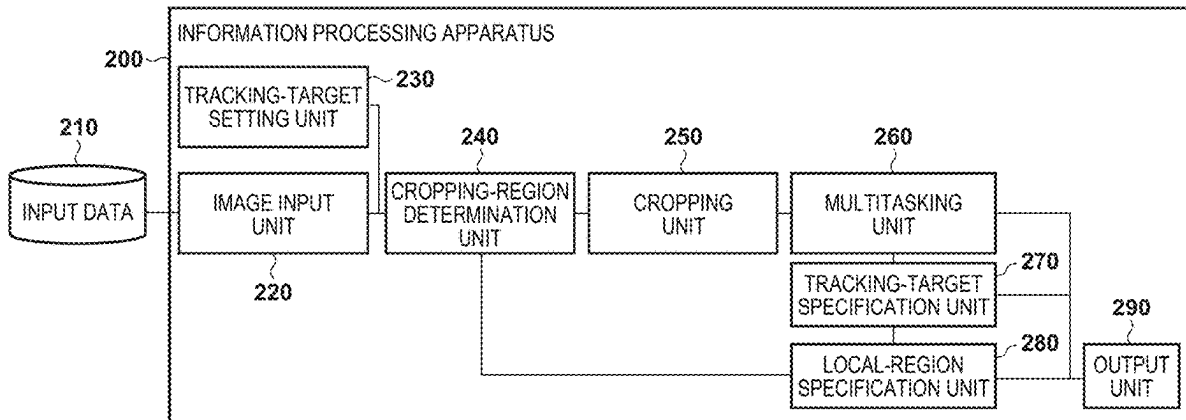 INFORMATION PROCESSING APPARATUS
200
230
TRACKING-TARGET
SETTING UNIT
210
INPUT DATA
IMAGE INPUT
UNIT
220
240
CROPPING-REGION
DETERMINATION
UNIT
250
CROPPING
UNIT
260
MULTITASKING
UNIT
270
TRACKING-TARGET
SPECIFICATION UNIT
280
LOCAL-REGION
SPECIFICATION UNIT
290
OUTPUT
UNIT